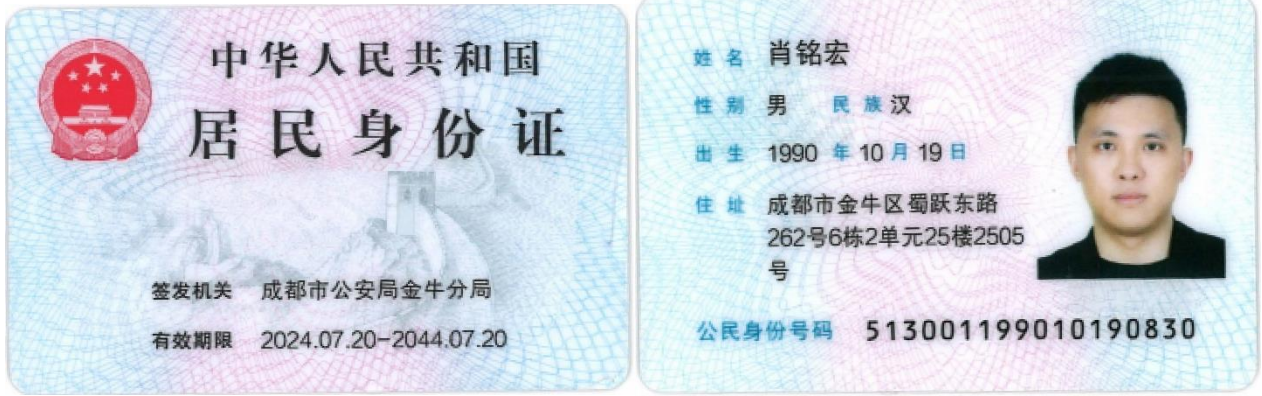 中华人民共和国
居民身份证
签发机关 成都市公安局金牛分局
有效期限 2024.07.20-2044.07.20
姓名 肖铭宏
性别 男 民族 汉
出生 1990 年 10 月 19 日
住址 成都市金牛区蜀跃东路
262号6栋2单元25楼2505
号
公民身份号码 513001199010190830